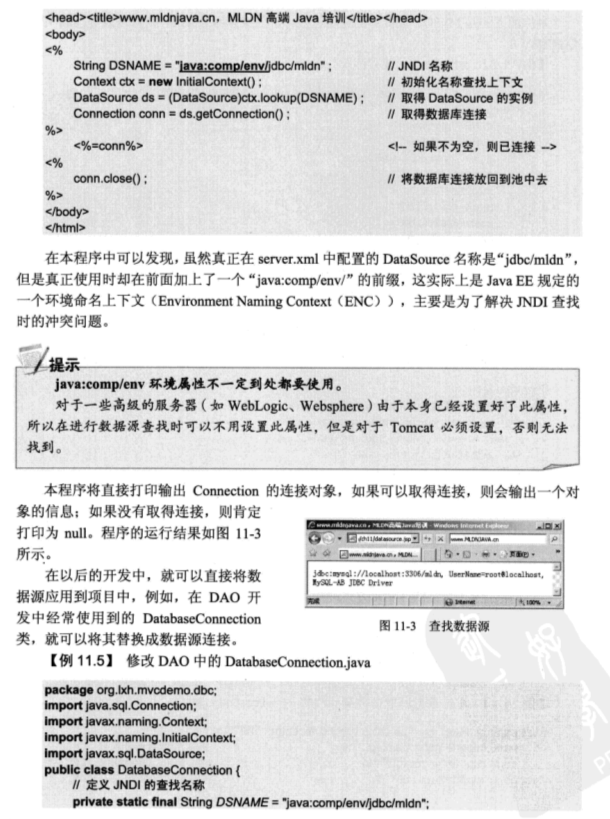 <head><title>www.mldnjava.cn，MLDN 高端 Java 培训</title></head>
<body>
<%
String DSNAME = "java:comp/env/jdbc/mldn" ; // JNDI 名称
Context ctx = new InitialContext() ; // 初始化名称查找上下文
DataSource ds = (DataSource)ctx.lookup(DSNAME) ; // 取得 DataSource 的实例
Connection conn = ds.getConnection() ; // 取得数据库连接
%>
<%=conn%> <!-- 如果不为空，则已连接 -->
<%
conn.close() ; // 将数据库连接放回到池中去
%>
</body>
</html>
在本程序中可以发现，虽然真正在 server.xml 中配置的 DataSource 名称是“jdbc/mldn”，
但是真正使用时却在前面加上了一个“java:comp/env/”的前缀，这实际上是 Java EE 规定的
一个环境命名上下文（Environment Naming Context（ENC）），主要是为了解决 JNDI 查找
时的冲突问题。
提示
java:comp/env 环境属性不一定到处都要使用。
对于一些高级的服务器（如 WebLogic、Websphere）由于本身已经设置好了此属性，
所以在进行数据源查找时可以不用设置此属性，但是对于 Tomcat 必须设置，否则无法
找到。
本程序将直接打印输出 Connection 的连接对象，如果可以取得连接，则会输出一个对
象的信息；如果没有取得连接，则肯定
打印为 null。程序的运行结果如图 11-3
所示。
在以后的开发中，就可以直接将数
据源应用到项目中，例如，在 DAO 开
发中经常使用到的 DatabaseConnection
类，就可以将其替换成数据源连接。
www.mldnjava.cn，MLDN高端Java培训 - Windows Internet Explorer
jdbc:mysql://localhost:3306/mldn, UserName=root@localhost,
MySQL-AB JDBC Driver
完成 Internet 100%
图 11-3 查找数据源
【例 11.5】 修改 DAO 中的 DatabaseConnection.java
package org.lxh.mvcdemo.dbc;
import java.sql.Connection;
import javax.naming.Context;
import javax.naming.InitialContext;
import javax.sql.DataSource;
public class DatabaseConnection {
// 定义 JNDI 的查找名称
private static final String DSNAME = "java:comp/env/jdbc/mldn";